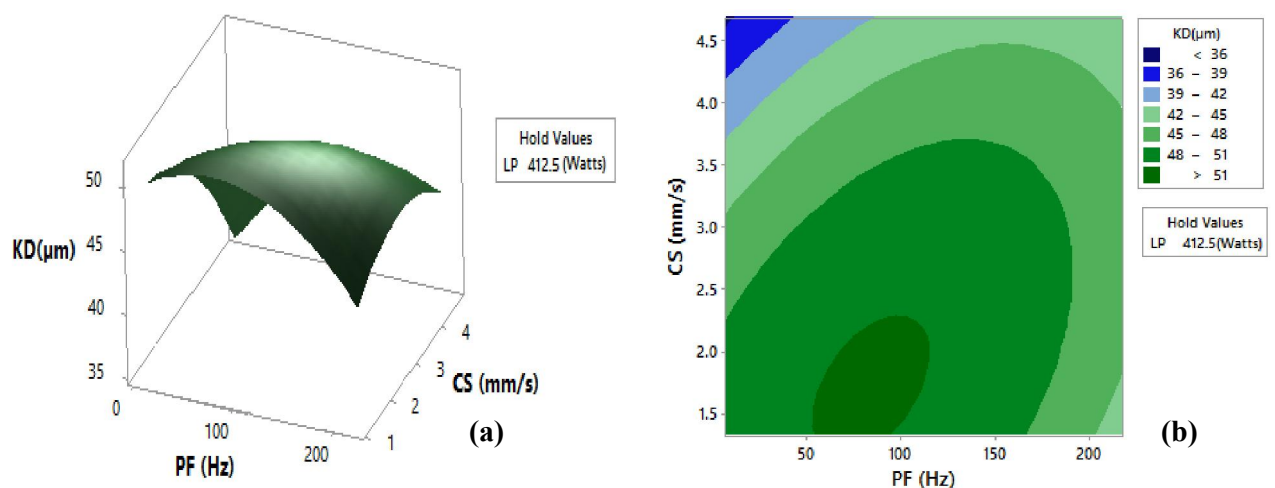 50
45
40
35
KD(µm)
0
100
200
PF (Hz)
1
2
3
4
CS (mm/s)
Hold Values
LP 412.5 (Watts)
(a)
4.5
4.0
3.5
3.0
2.5
2.0
1.5
CS (mm/s)
50
100
150
200
PF (Hz)
KD(µm)
< 36
36 – 39
39 – 42
42 – 45
45 – 48
48 – 51
> 51
Hold Values
LP 412.5(Watts)
(b)